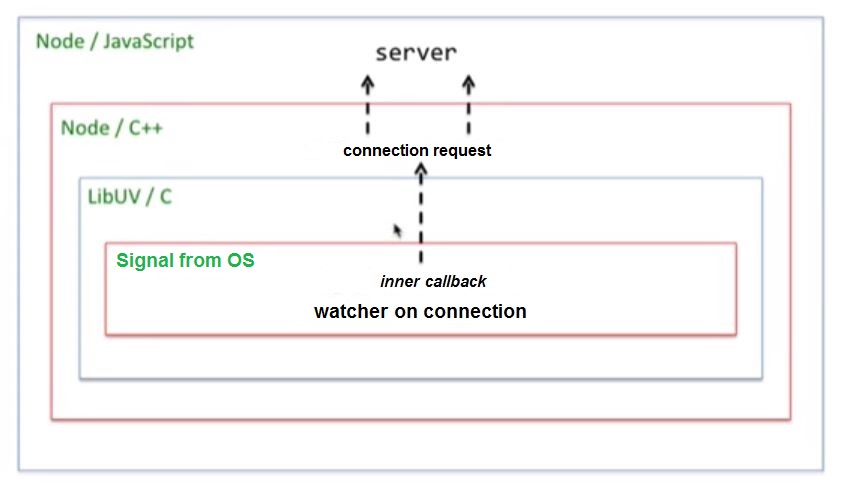 Node / JavaScript
server
Node / C++
connection request
LibUV / C
Signal from OS
inner callback
watcher on connection